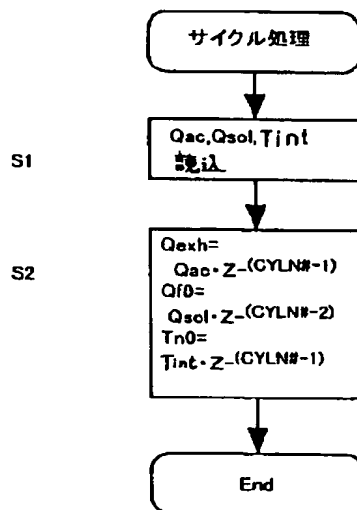 サイクル処理
S1
Qac,Qsol,Tint
読込
S2
Qexh=
Qac・Z-(CYLN#-1)
Qf0=
Qsol・Z-(CYLN#-2)
Tn0=
Tint・Z-(CYLN#-1)
End